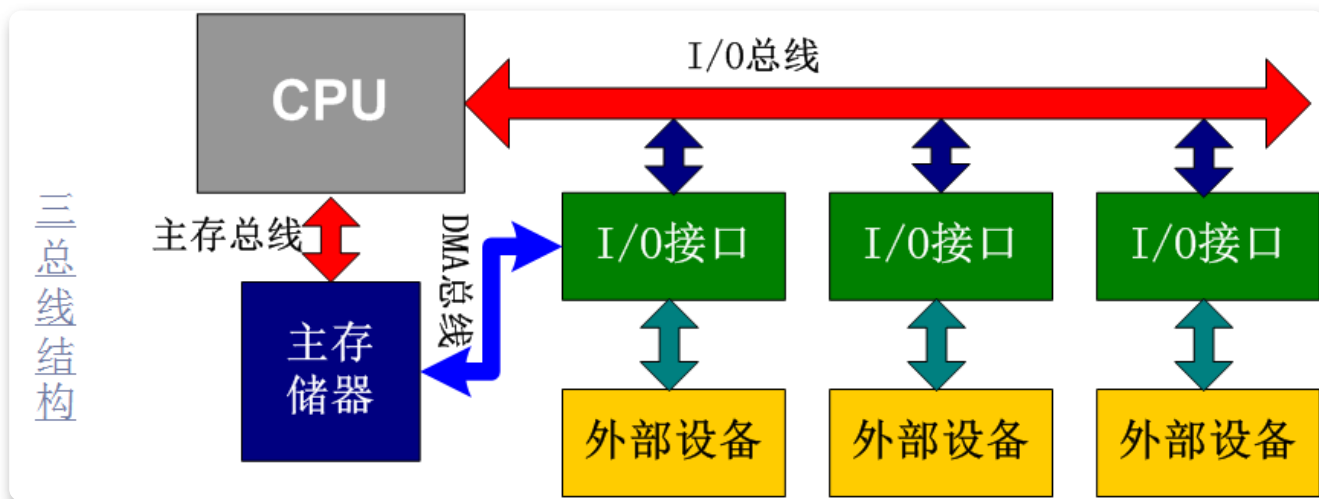 三总线结构
CPU
I/O总线
主存总线
DMA总线
主存
储器
I/O接口
I/O接口
I/O接口
外部设备
外部设备
外部设备